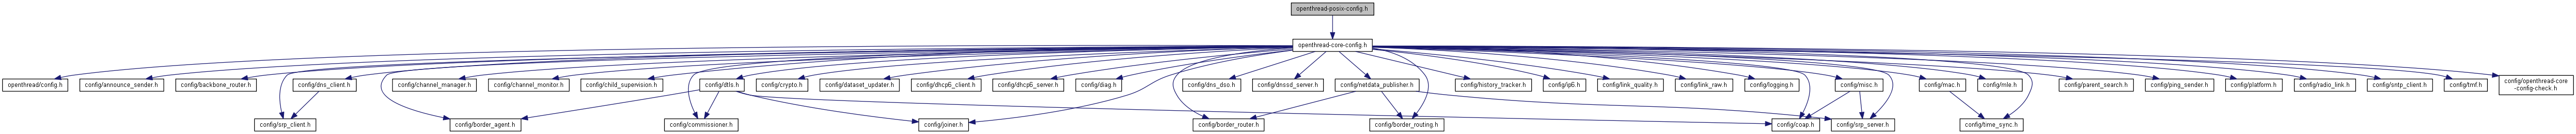 openthread-posix-config.h
openthread-core-config.h
openthread/config.h
config/announce_sender.h
config/backbone_router.h
config/dns_client.h
config/channel_manager.h
config/channel_monitor.h
config/child_supervision.h
config/dtls.h
config/crypto.h
config/dataset_updater.h
config/dhcp6_client.h
config/dhcp6_server.h
config/diag.h
config/dns_dso.h
config/dnssd_server.h
config/netdata_publisher.h
config/history_tracker.h
config/ip6.h
config/link_quality.h
config/link_raw.h
config/logging.h
config/misc.h
config/mac.h
config/mle.h
config/parent_search.h
config/ping_sender.h
config/platform.h
config/radio_link.h
config/sntp_client.h
config/tmf.h
config/openthread-core
-config-check.h
config/srp_client.h
config/border_agent.h
config/commissioner.h
config/joiner.h
config/border_router.h
config/border_routing.h
config/coap.h
config/srp_server.h
config/time_sync.h